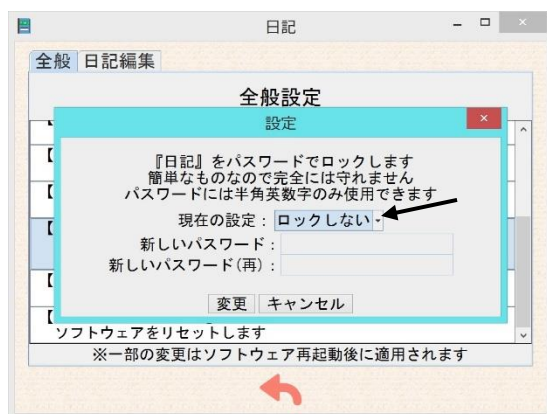 日記
全般 日記編集
全般設定
設定
『日記』をパスワードでロックします
簡単なものなので完全には守れません
パスワードには半角英数字のみ使用できます
現在の設定： ロックしない
新しいパスワード：
新しいパスワード(再)：
変更 キャンセル
【
【
【
【
【
【
ソフトウェアをリセットします
※一部の変更はソフトウェア再起動後に適用されます